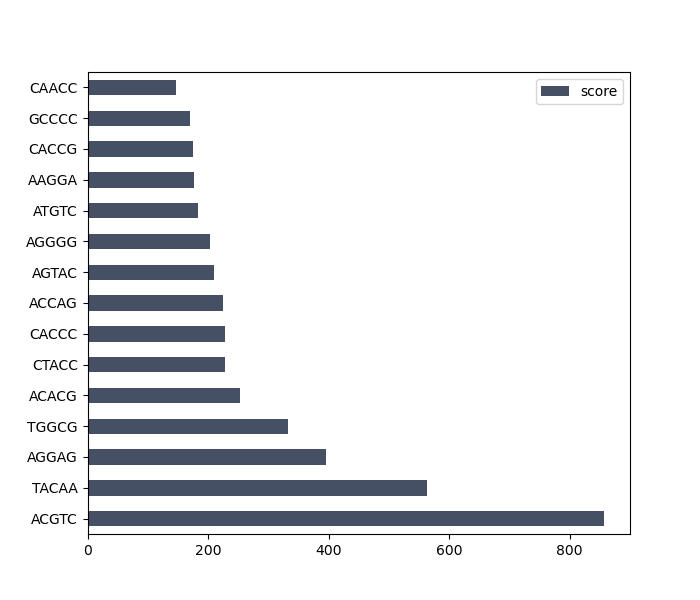 score
CAACC
GCCCC
CACCG
AAGGA
ATGTC
AGGGG
AGTAC
ACCAG
CACCC
CTACC
ACACG
TGGCG
AGGAG
TACAA
ACGTC
0 200 400 600 800